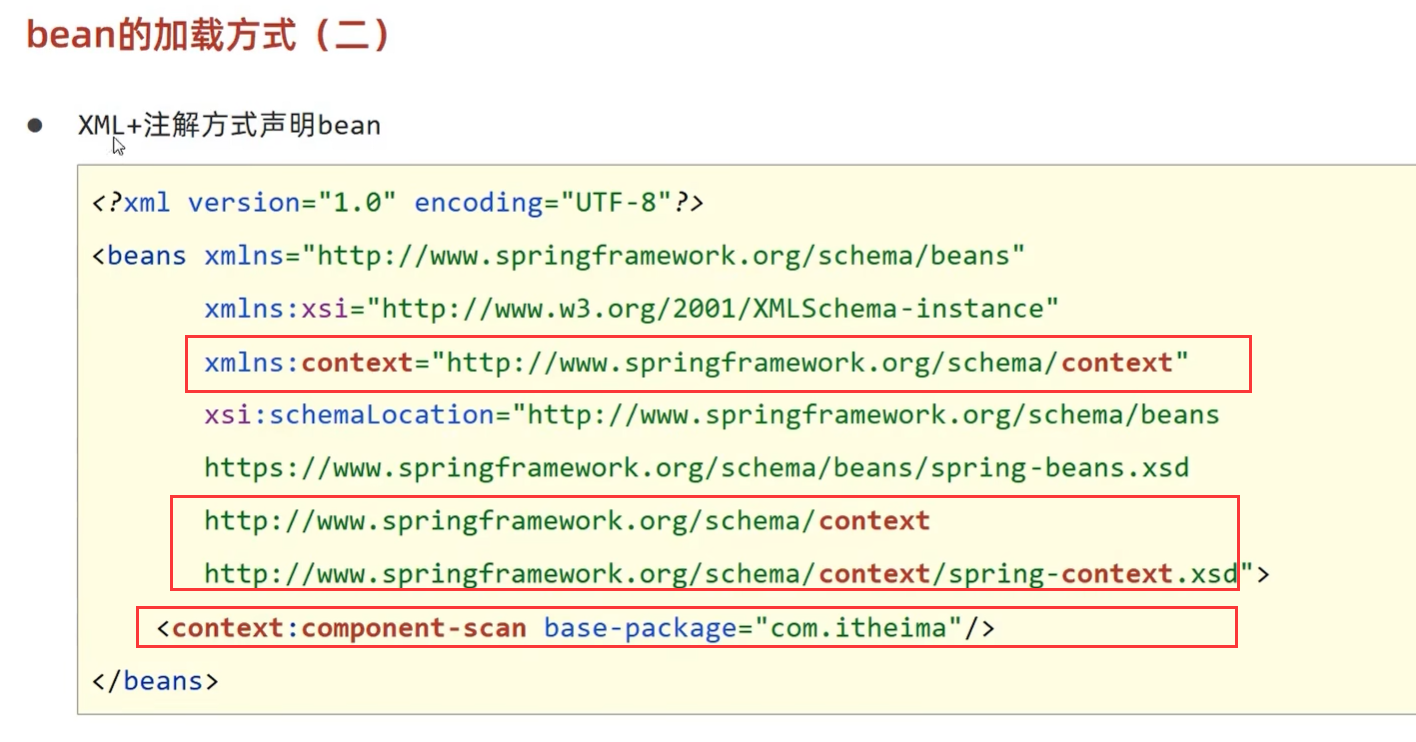 bean的加载方式（二）
● XML+注解方式声明bean
<?xml version="1.0" encoding="UTF-8"?>
<beans xmlns="http://www.springframework.org/schema/beans"
xmlns:xsi="http://www.w3.org/2001/XMLSchema-instance"
xmlns:context="http://www.springframework.org/schema/context"
xsi:schemaLocation="http://www.springframework.org/schema/beans
https://www.springframework.org/schema/beans/spring-beans.xsd
http://www.springframework.org/schema/context
http://www.springframework.org/schema/context/spring-context.xsd">
<context:component-scan base-package="com.itheima"/>
</beans>